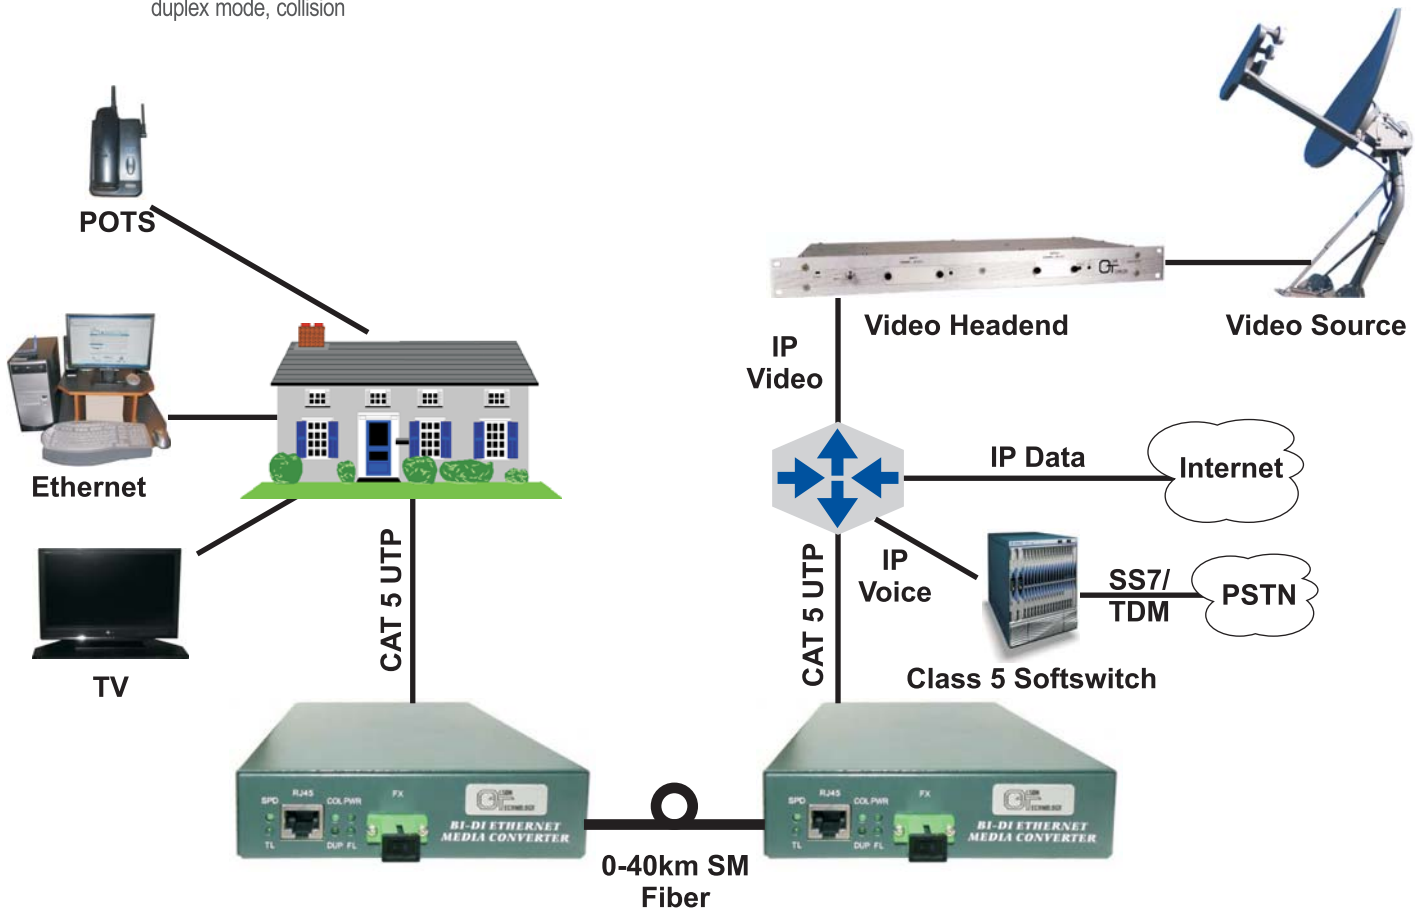 duplex mode, collision
POTS
Video Headend
Video Source
IP
Video
IP Data
Internet
Ethernet
CAT 5 UTP
CAT 5 UTP
IP
Voice
SS7/
TDM
PSTN
TV
Class 5 Softswitch
SPD
RJ45
COL PWR
FX
TL
DUP FL
BI-DI ETHERNET
MEDIA CONVERTER
SPD
RJ45
COL PWR
FX
TL
DUP FL
BI-DI ETHERNET
MEDIA CONVERTER
0-40km SM
Fiber